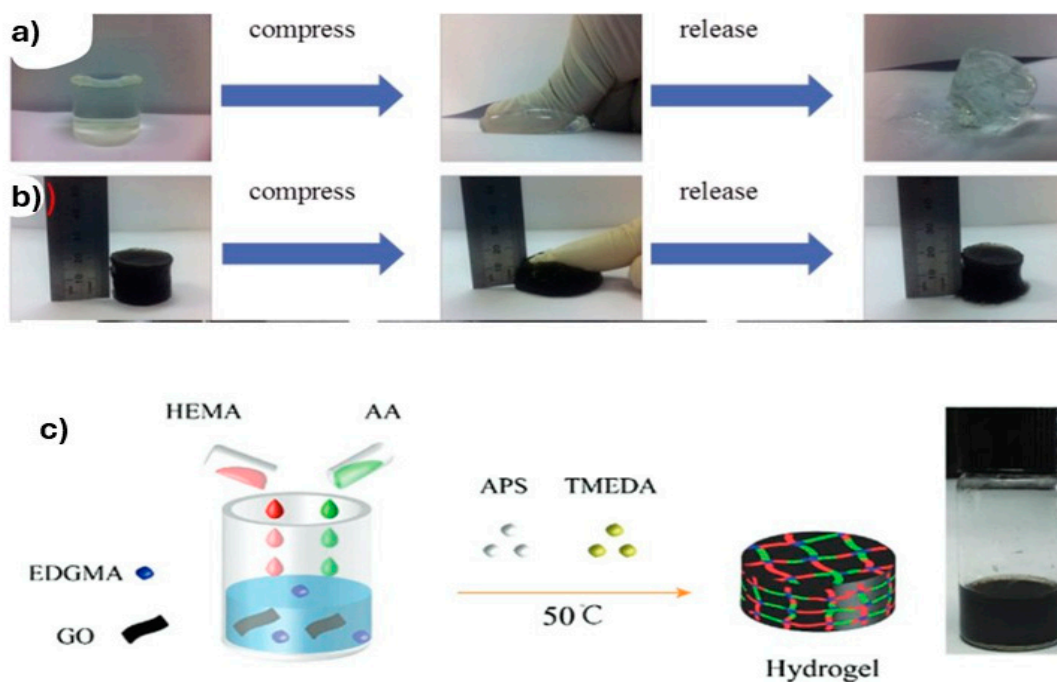 a)
compress
release
b))
compress
release
c)
HEMA
AA
APS
TMEDA
EDGMA
GO
50℃
Hydrogel